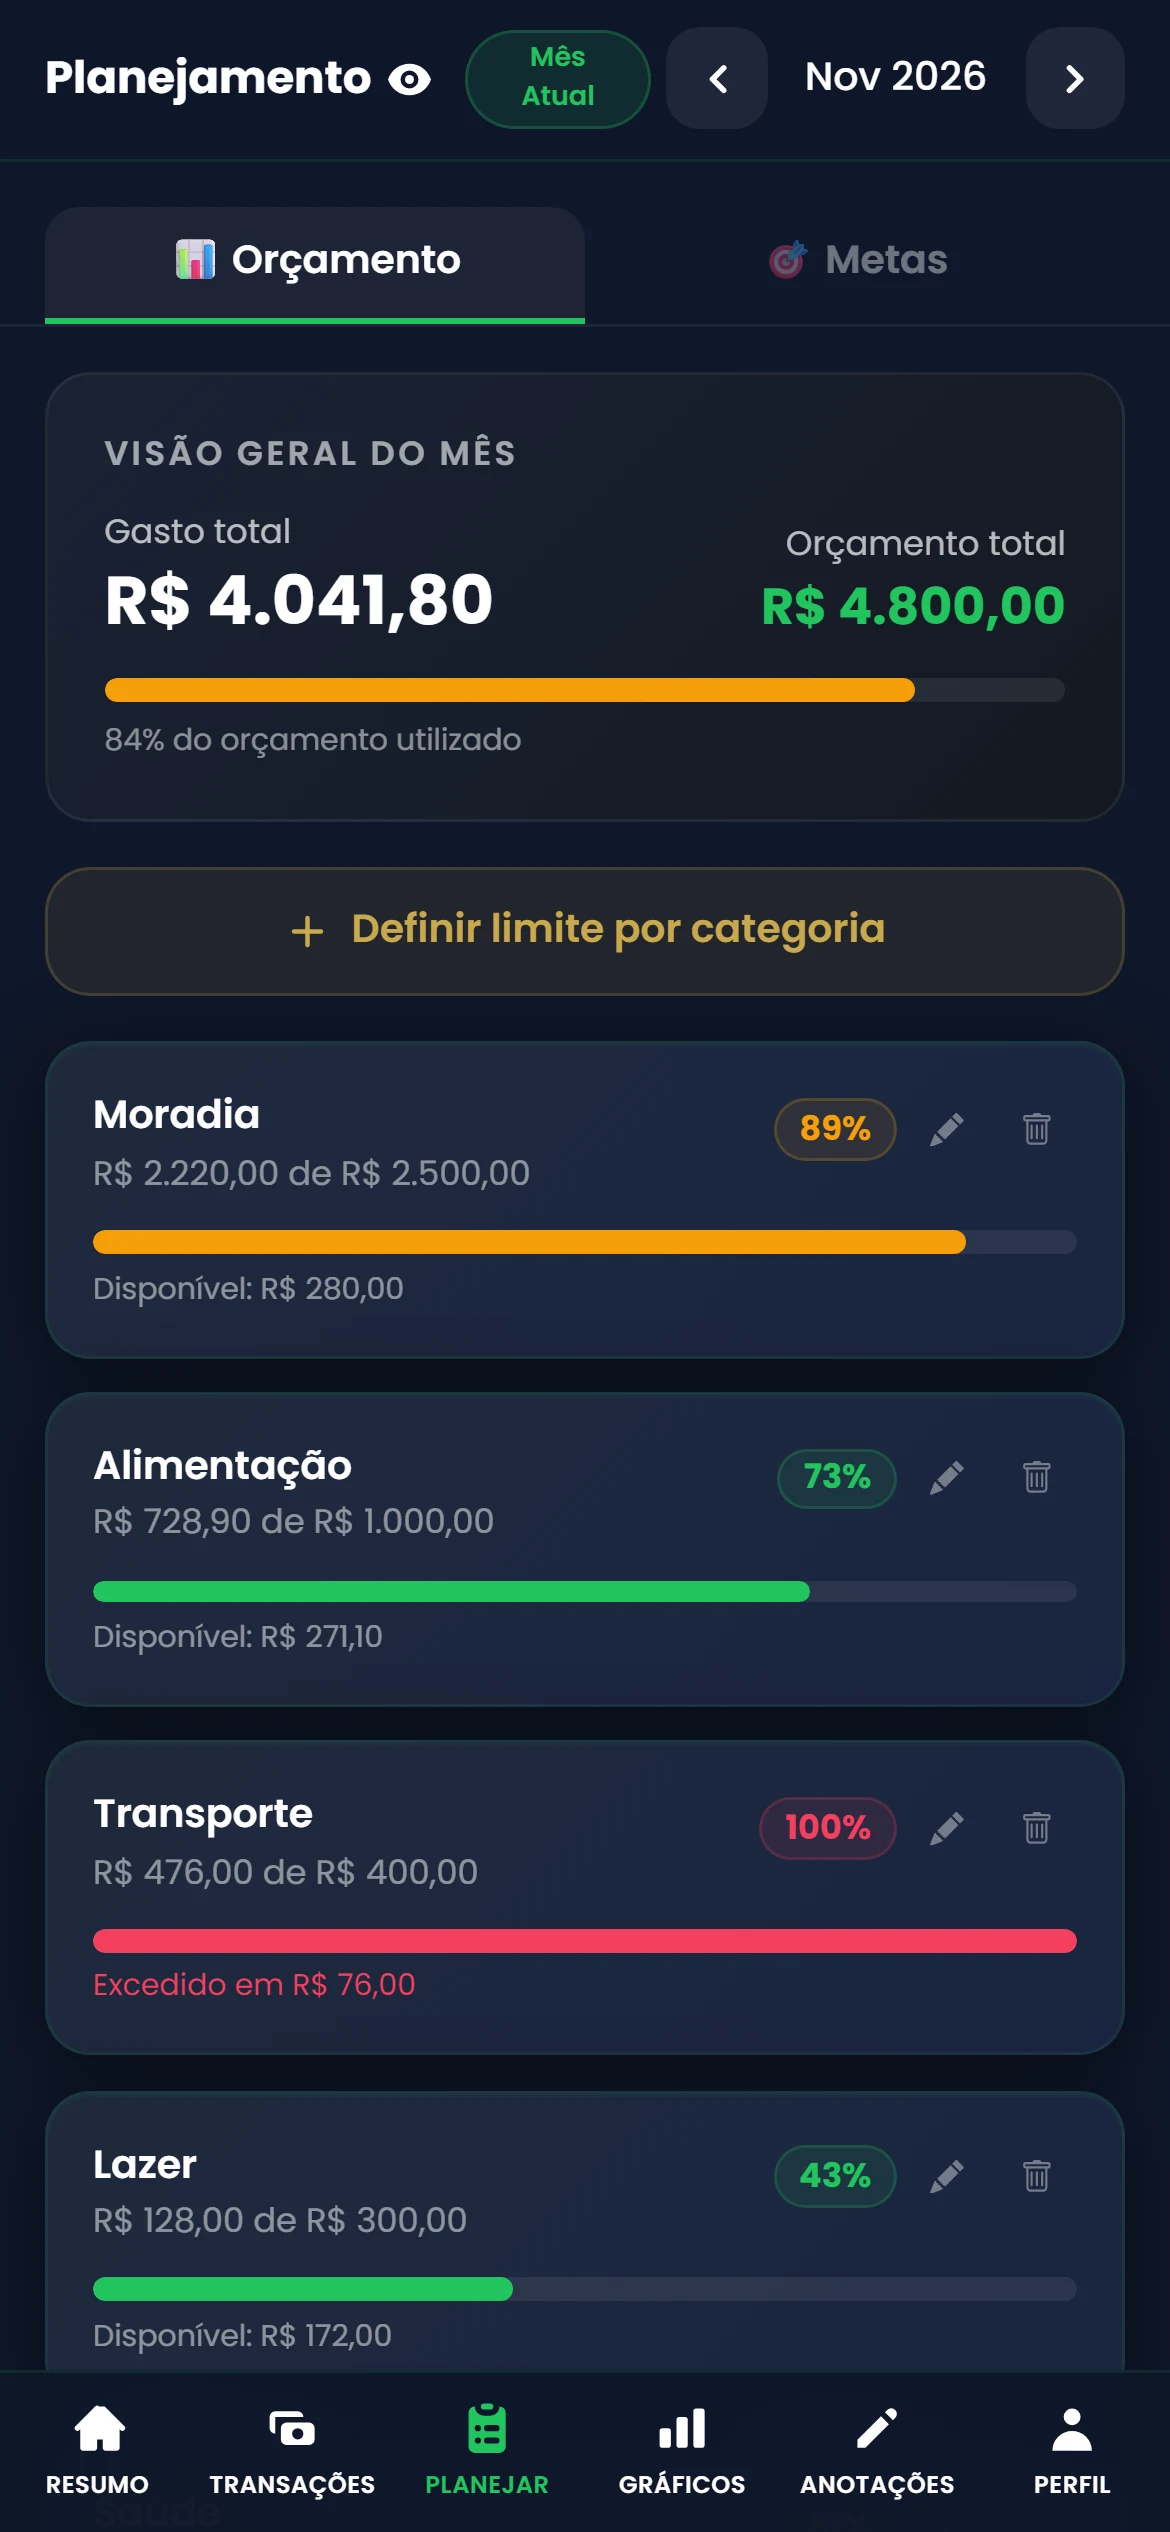 Planejamento
Mês
Atual
Nov 2026
Orçamento
Metas
VISÃO GERAL DO MÊS
Gasto total
Orçamento total
R$ 4.041,80
R$ 4.800,00
84% do orçamento utilizado
+ Definir limite por categoria
Moradia
89%
R$ 2.220,00 de R$ 2.500,00
Disponível: R$ 280,00
Alimentação
73%
R$ 728,90 de R$ 1.000,00
Disponível: R$ 271,10
Transporte
100%
R$ 476,00 de R$ 400,00
Excedido em R$ 76,00
Lazer
43%
R$ 128,00 de R$ 300,00
Disponível: R$ 172,00
RESUMO
TRANSAÇÕES
PLANEJAR
GRÁFICOS
ANOTAÇÕES
PERFIL
Saúde